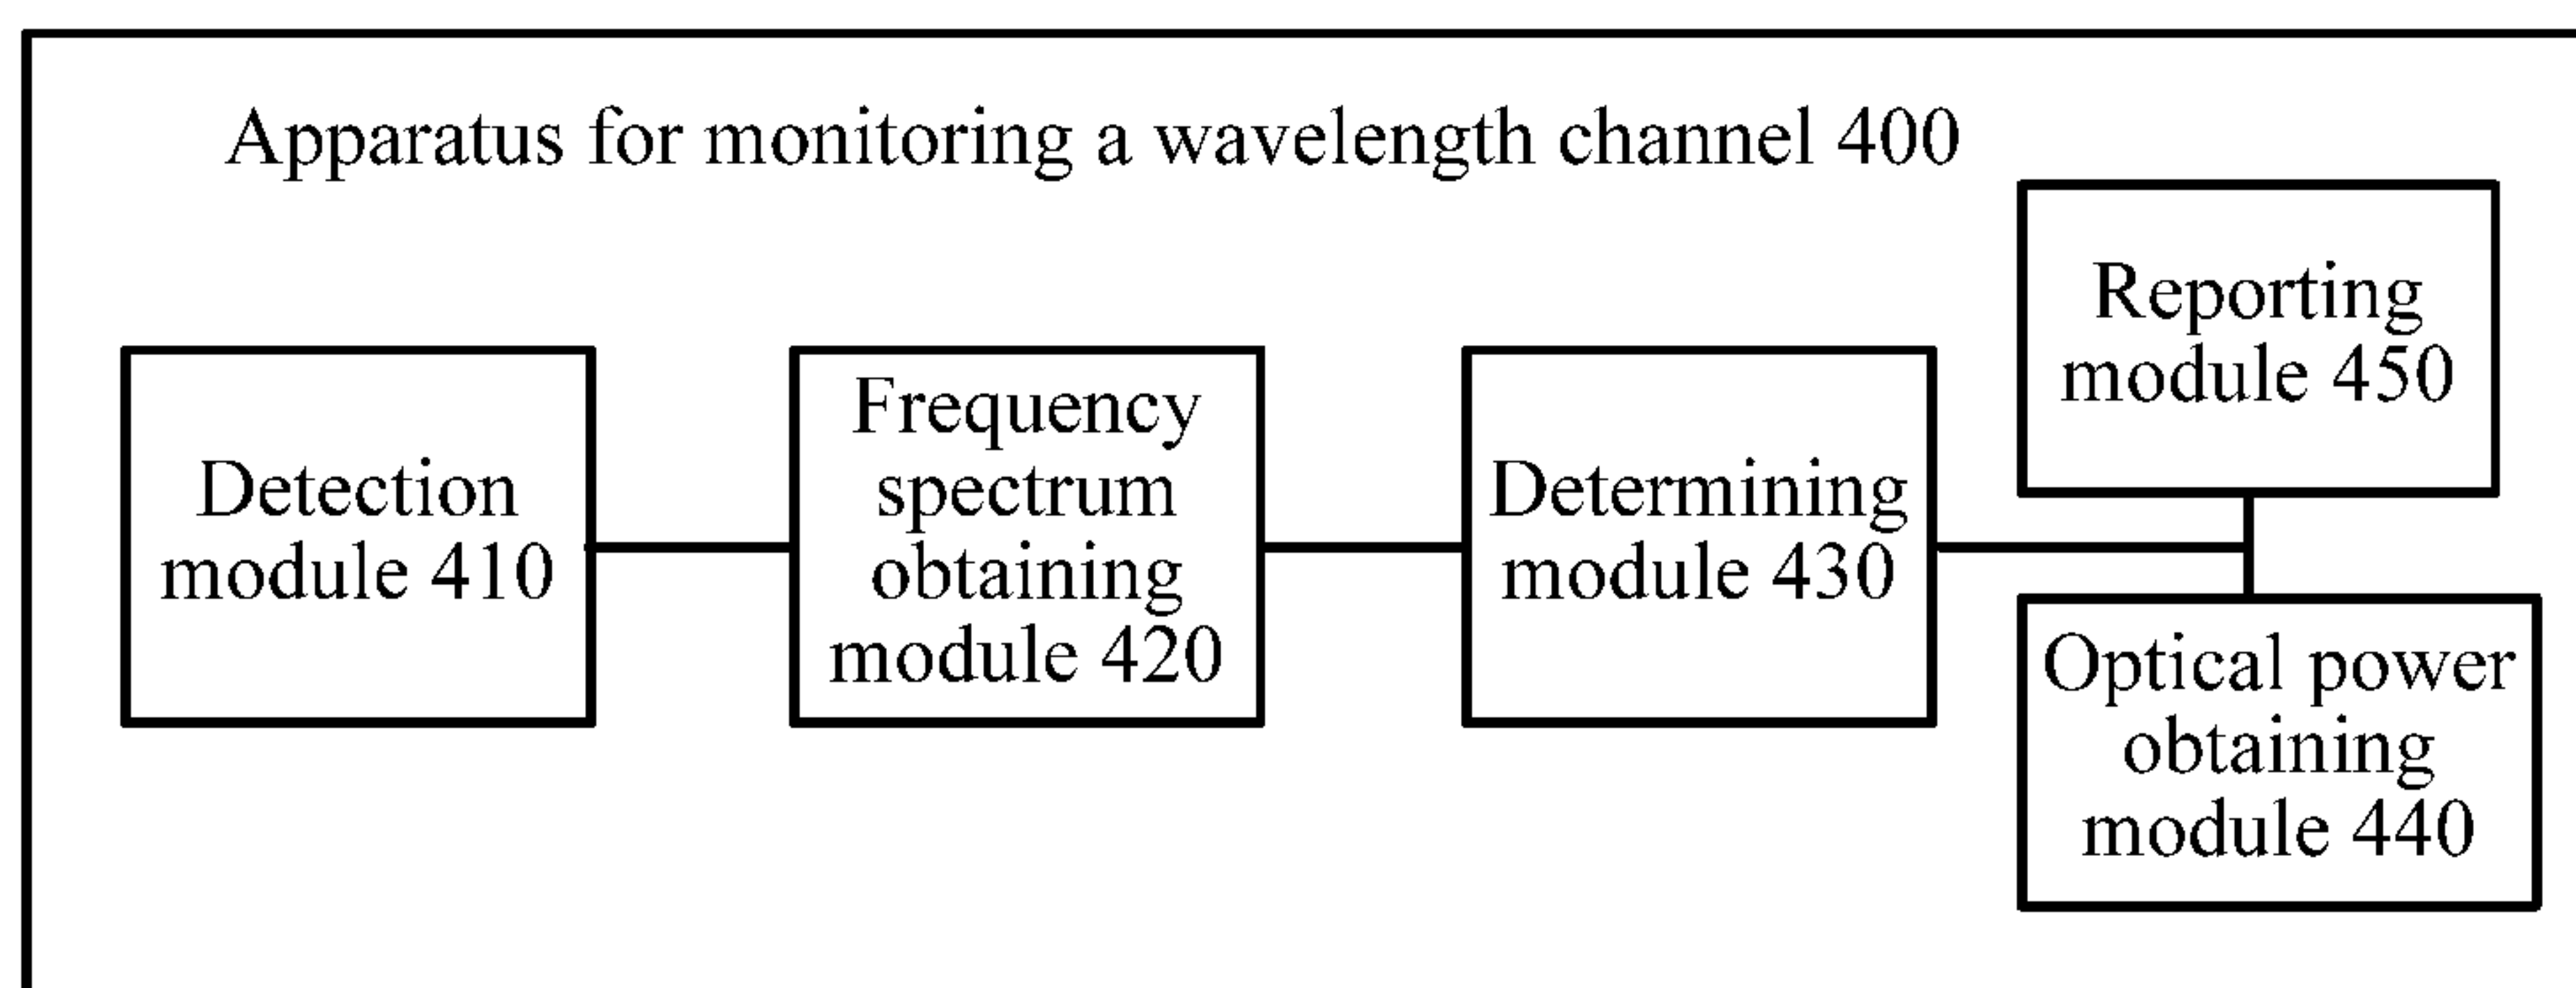 Apparatus for monitoring a wavelength channel 400
Detection
module 410
Frequency
spectrum
obtaining
module 420
Determining
module 430
Reporting
module 450
Optical power
obtaining
module 440